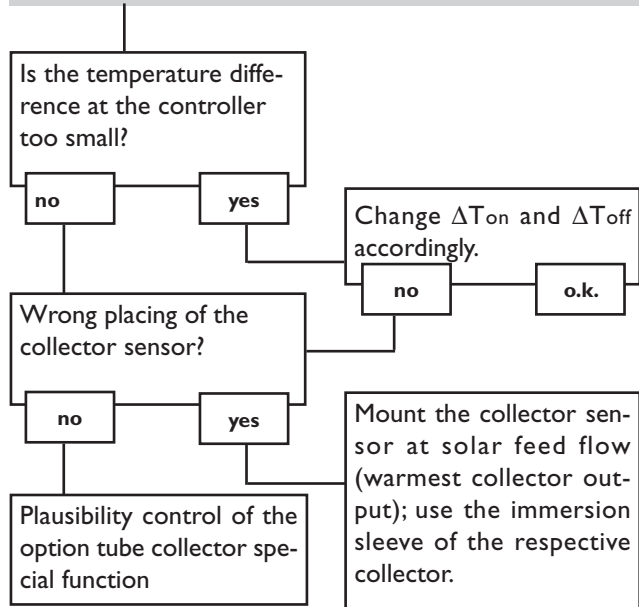 Is the temperature diffe-
rence at the controller
too small?
no
yes
Change ΔTon and ΔToff
accordingly.
no
o.k.
Wrong placing of the
collector sensor?
no
yes
Mount the collector sen-
sor at solar feed flow
(warmest collector out-
put); use the immersion
sleeve of the respective
collector.
Plausibility control of the
option tube collector spe-
cial function